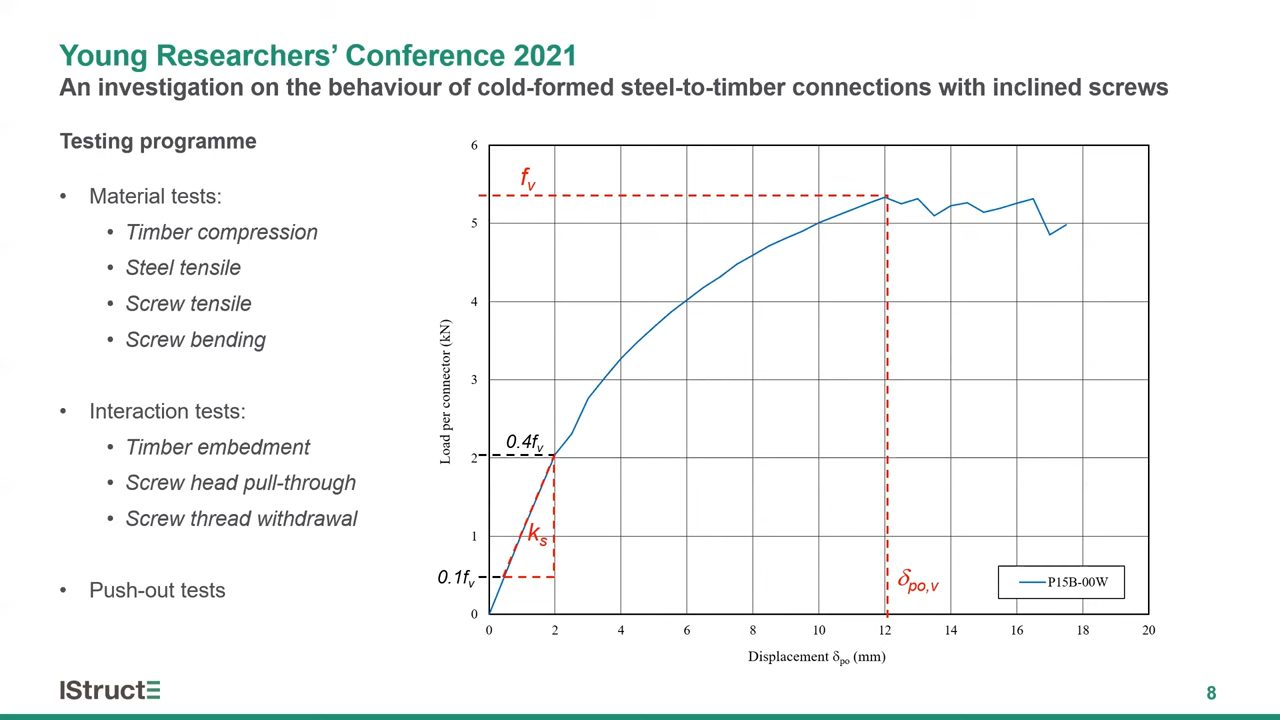 Young Researchers’ Conference 2021
An investigation on the behaviour of cold-formed steel-to-timber connections with inclined screws
Testing programme
• Material tests:
• Timber compression
• Steel tensile
• Screw tensile
• Screw bending
• Interaction tests:
• Timber embedment
• Screw head pull-through
• Screw thread withdrawal
• Push-out tests
Load per connector (kN)
6
5
4
3
2
1
0
fv
0.4fv
ks
0.1fv
δpo,v
P15B-00W
0 2 4 6 8 10 12 14 16 18 20
Displacement δpo (mm)
IStructE
8